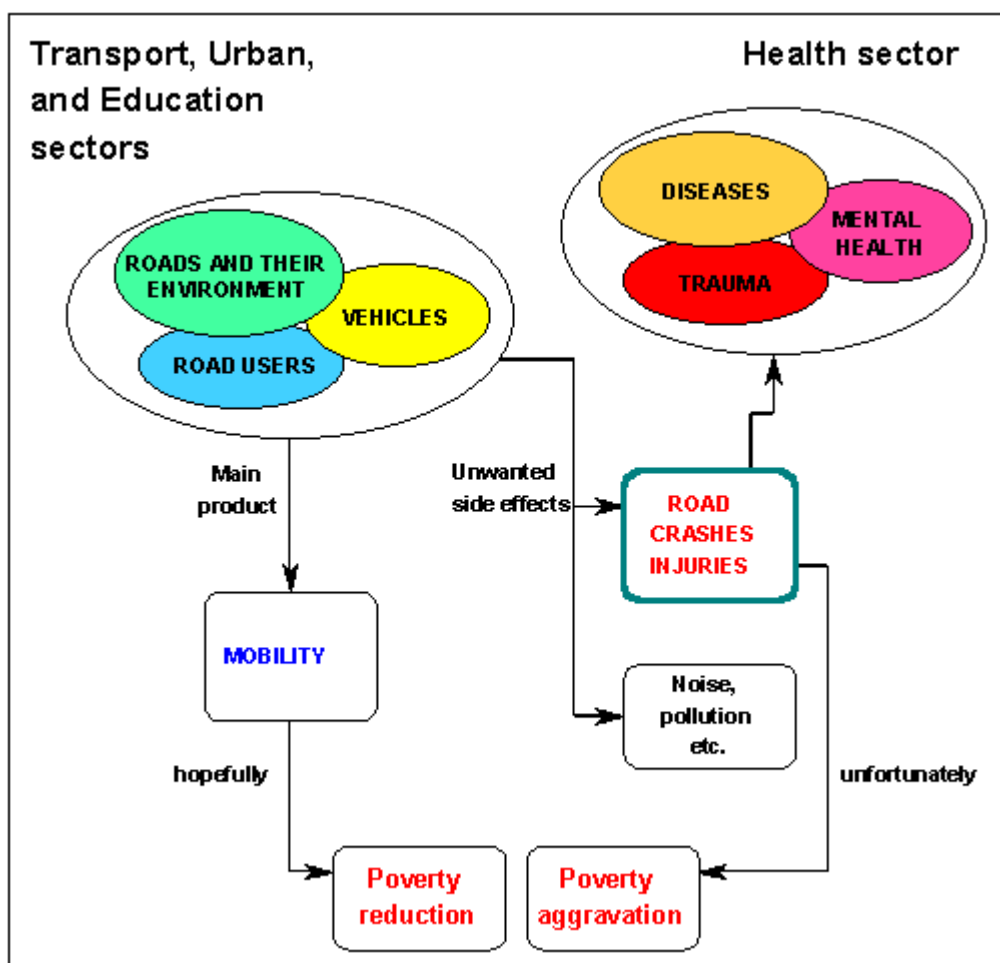 Transport, Urban,
and Education
sectors
Health sector
DISEASES
MENTAL
HEALTH
TRAUMA
ROADS AND THEIR
ENVIRONMENT
VEHICLES
ROAD USERS
Main
product
Unwanted
side effects
ROAD
CRASHES
INJURIES
MOBILITY
Noise,
pollution
etc.
hopefully
unfortunately
Poverty
reduction
Poverty
aggravation